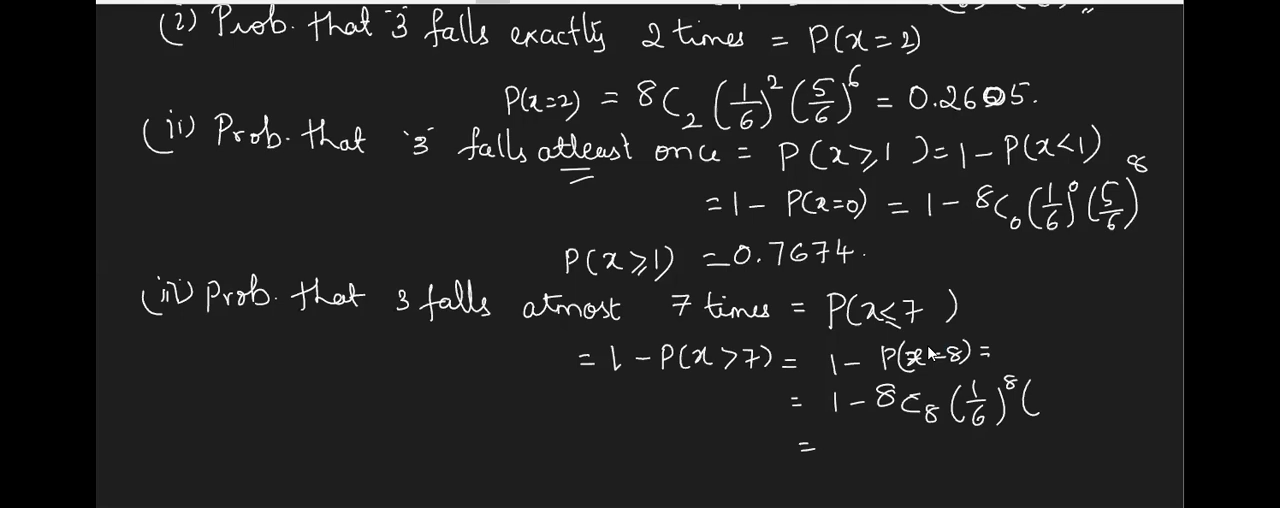 (i) Prob. that "3" falls exactly 2 times = P(x=2)
P(x=2) = 8C₂ (1/6)² (5/6)⁶ = 0.2605.
(ii) Prob. that "3" falls atleast once = P(x⩾1) = 1 - P(x<1)
= 1 - P(x=0) = 1 - 8C₀ (1/6)⁰ (5/6)⁸
P(x⩾1) = 0.7674.
(iii) Prob. that 3 falls atmost 7 times = P(x⩽7)
= 1 - P(x>7) = 1 - P(x=8) =
= 1 - 8C₈ (1/6)⁸ (
=